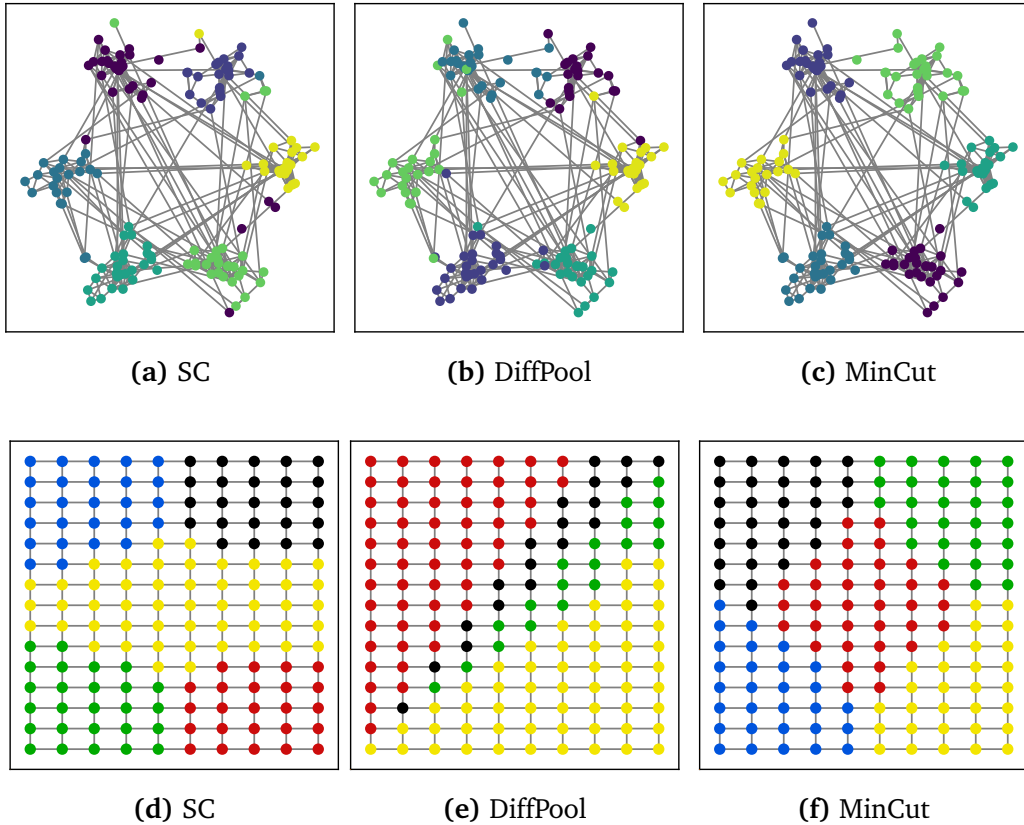 (a) SC
(b) DiffPool
(c) MinCut
(d) SC
(e) DiffPool
(f) MinCut